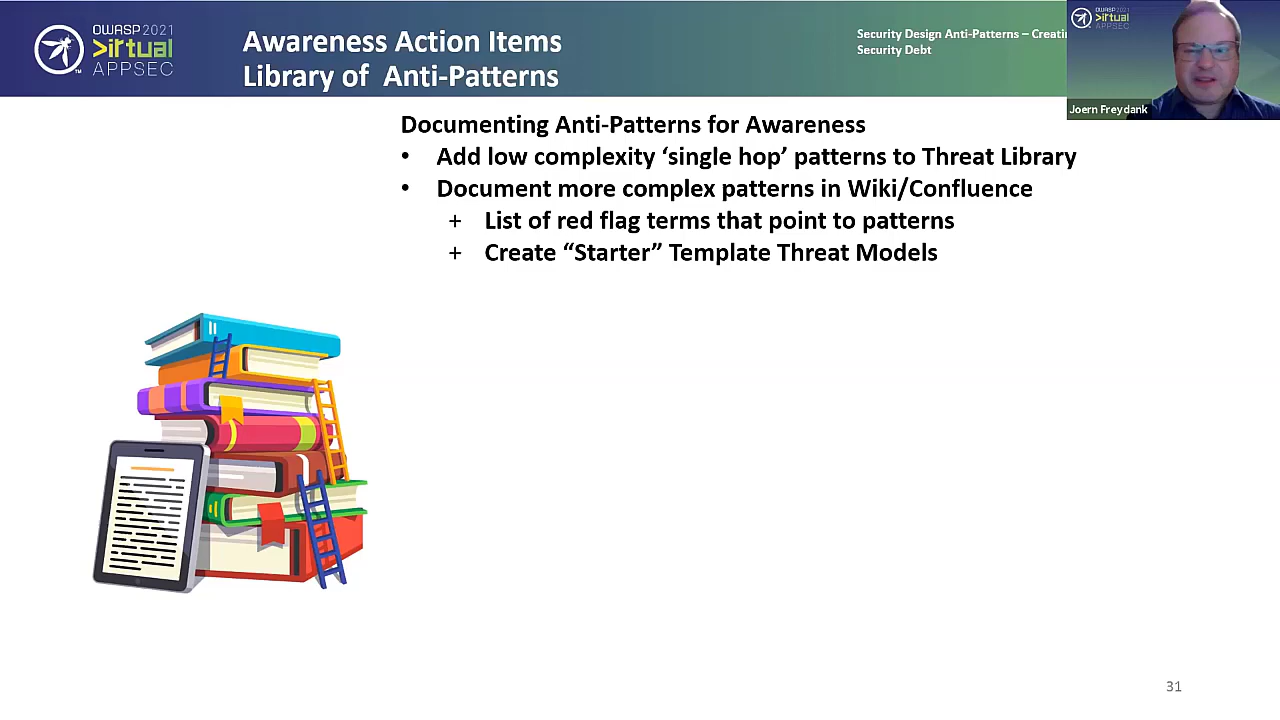 OWASP 2021
Virtual
APPSEC
Awareness Action Items
Library of Anti-Patterns
Security Design Anti-Patterns – Creatin
Security Debt
OWASP 2021
Virtual
APPSEC
Joern Freydank
Documenting Anti-Patterns for Awareness
• Add low complexity ‘single hop’ patterns to Threat Library
• Document more complex patterns in Wiki/Confluence
+ List of red flag terms that point to patterns
+ Create “Starter” Template Threat Models
31